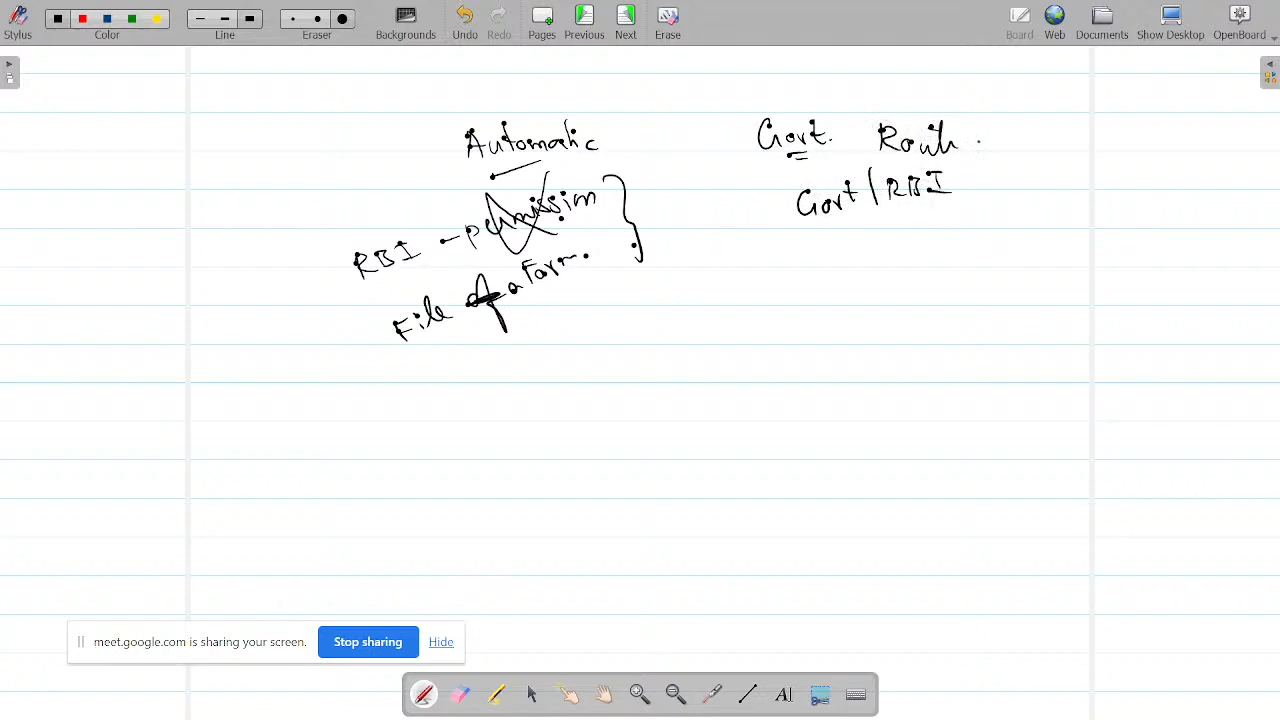 Stylus Color Line Eraser Backgrounds Undo Redo Pages Previous Next Erase Board Web Documents Show Desktop OpenBoard
Automatic
RBI - permission
File a Form.
Govt. Route.
Govt / RBI
meet.google.com is sharing your screen. Stop sharing Hide
AI